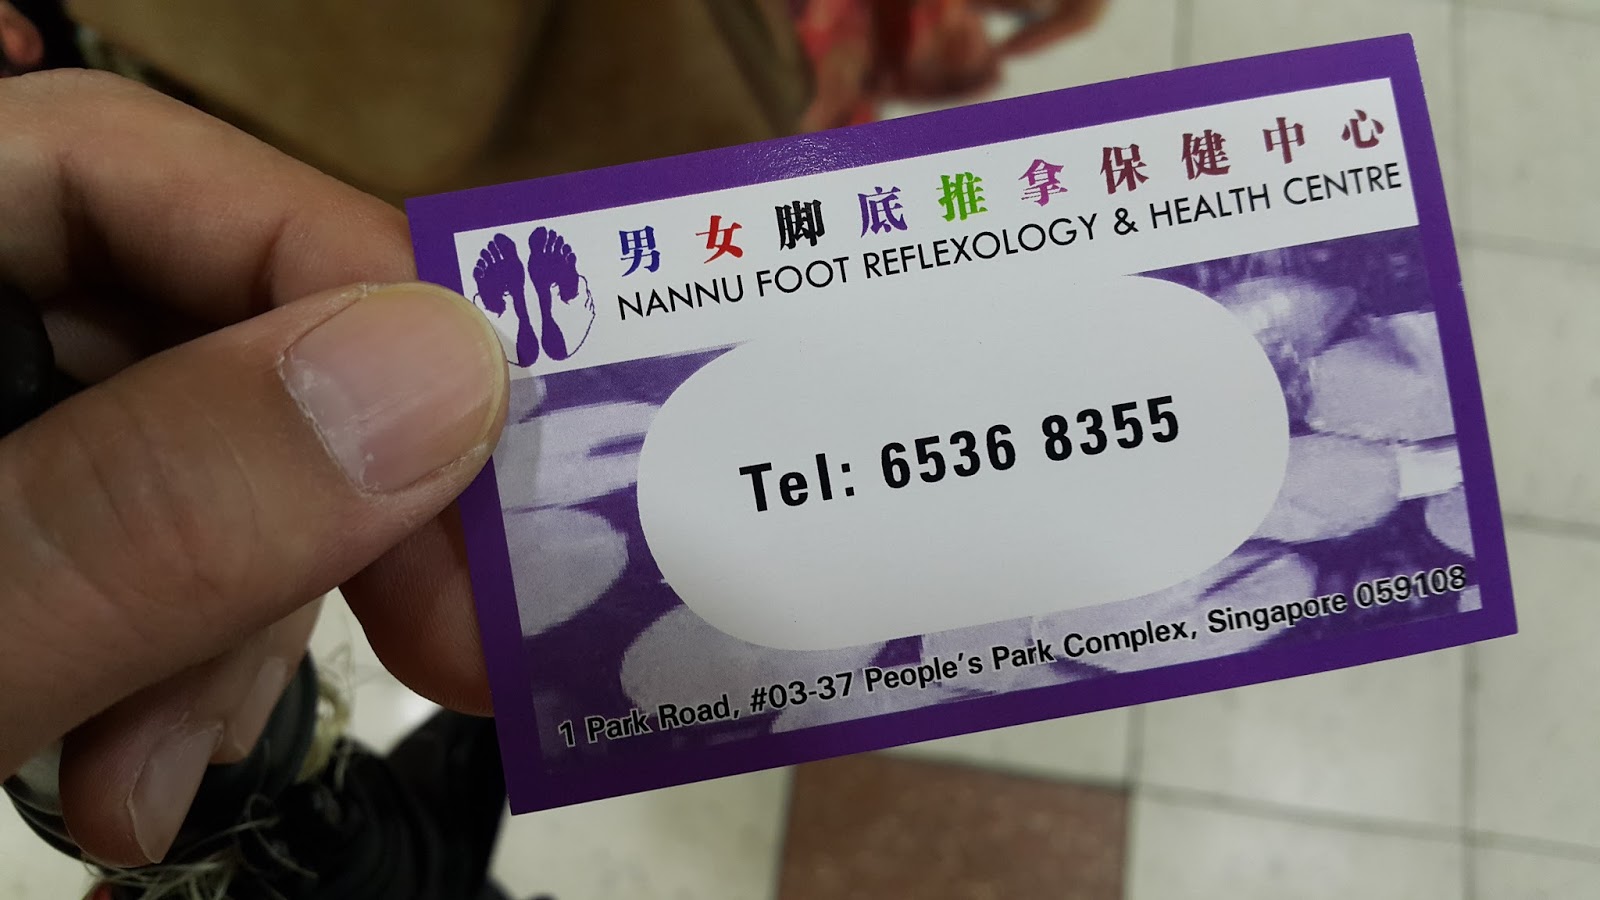 男女脚底推拿保健中心
NANNU FOOT REFLEXOLOGY & HEALTH CENTRE
Tel: 6536 8355
1 Park Road, #03-37 People's Park Complex, Singapore 059108